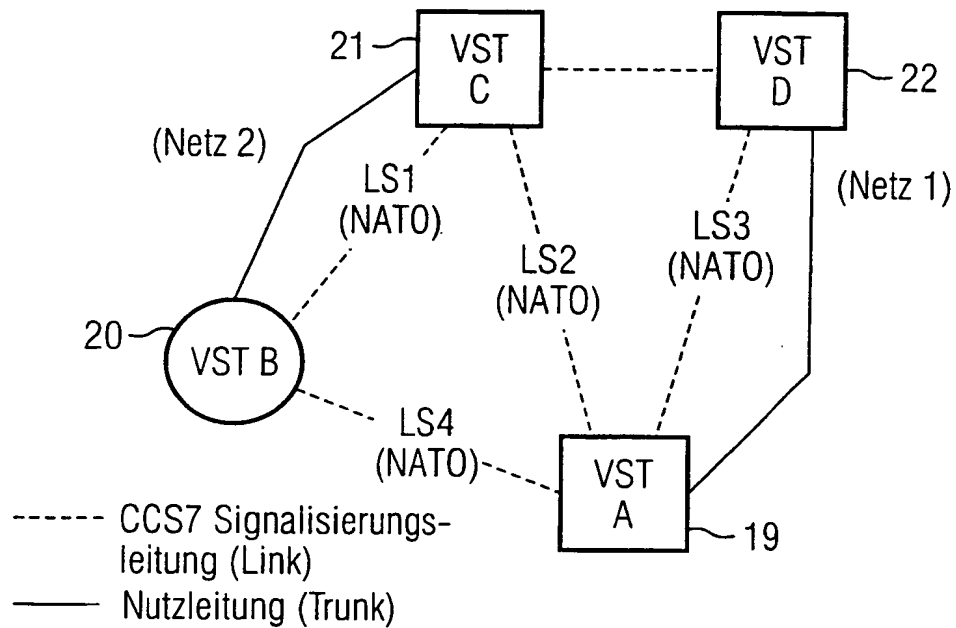 21
VST
C
VST
D
22
(Netz 2)
LS1
(NATO)
(Netz 1)
LS2
(NATO)
LS3
(NATO)
20
VST B
LS4
(NATO)
VST
A
19
CCS7 Signalisierungs-
leitung (Link)
Nutzleitung (Trunk)